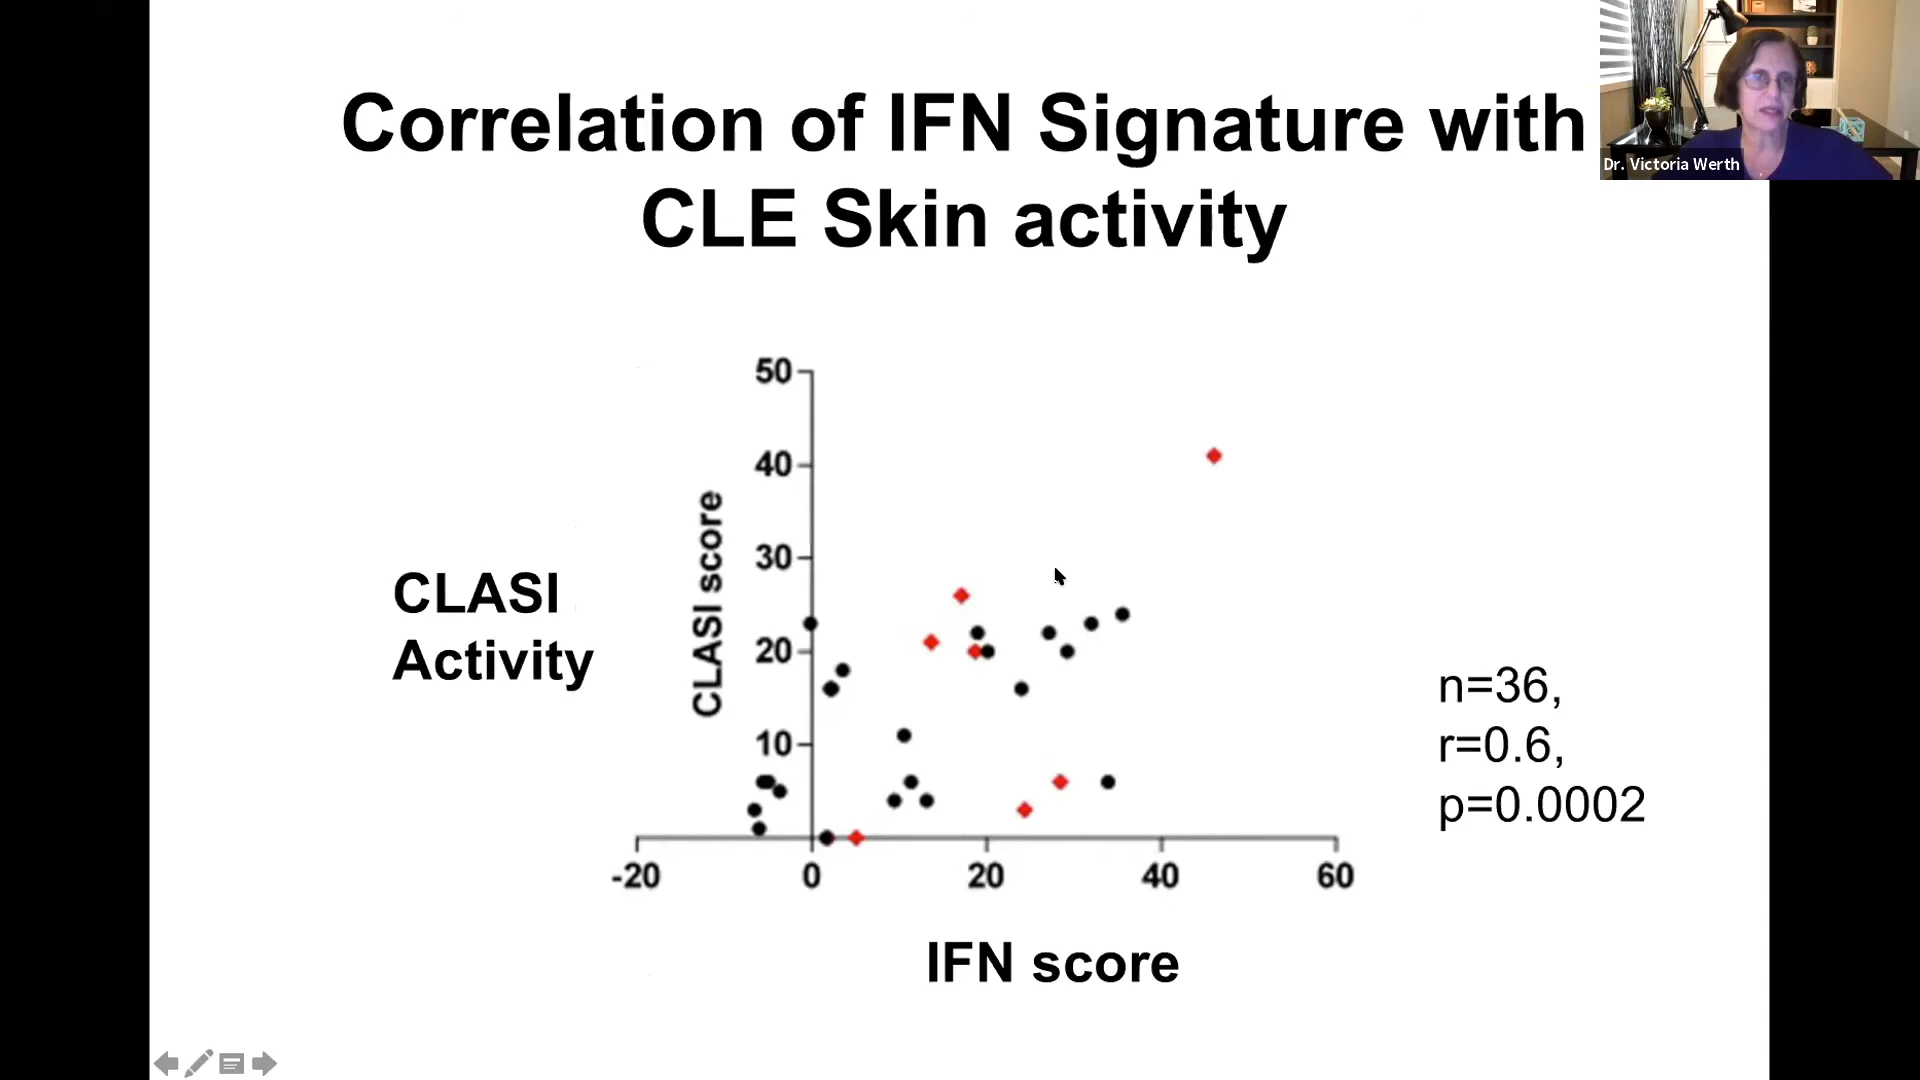 Correlation of IFN Signature with
CLE Skin activity
Dr. Victoria Werth
CLASI
Activity
CLASI score
50
40
30
20
10
-20
0
20
40
60
IFN score
n=36,
r=0.6,
p=0.0002